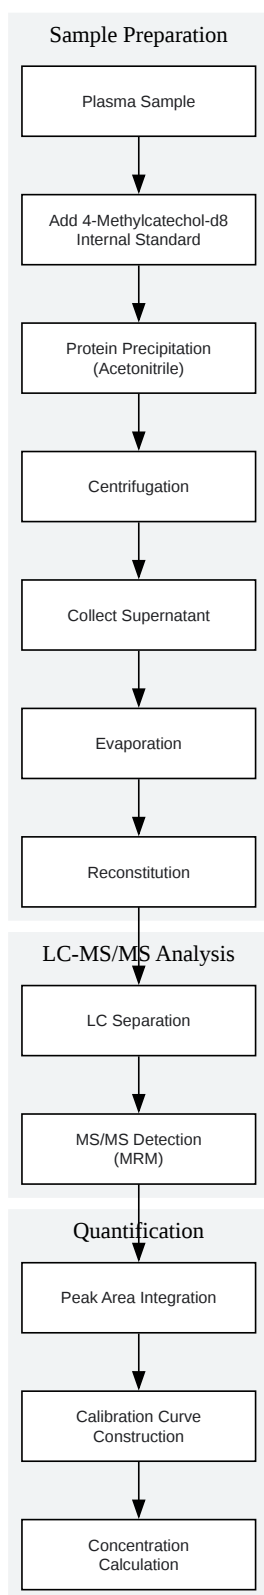 Sample Preparation
Plasma Sample
Add 4-Methylcatechol-d8
Internal Standard
Protein Precipitation
(Acetonitrile)
Centrifugation
Collect Supernatant
Evaporation
Reconstitution
LC-MS/MS Analysis
LC Separation
MS/MS Detection
(MRM)
Quantification
Peak Area Integration
Calibration Curve
Construction
Concentration
Calculation